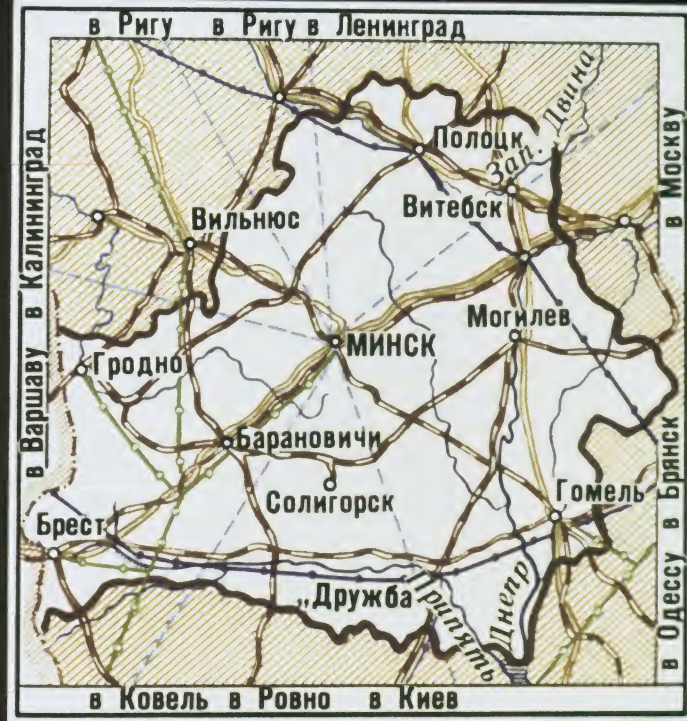 в Ригу в Ригу в Ленинград
в Варшаву в Калининград
в Одессу в Брянск в Москву
Полоцк
Зап. Двина
Витебск
Вильнюс
Могилев
МИНСК
Гродно
Барановичи
Солигорск
Гомель
Брест
„Дружба
Припять
Днепр
в Ковель в Ровно в Киев